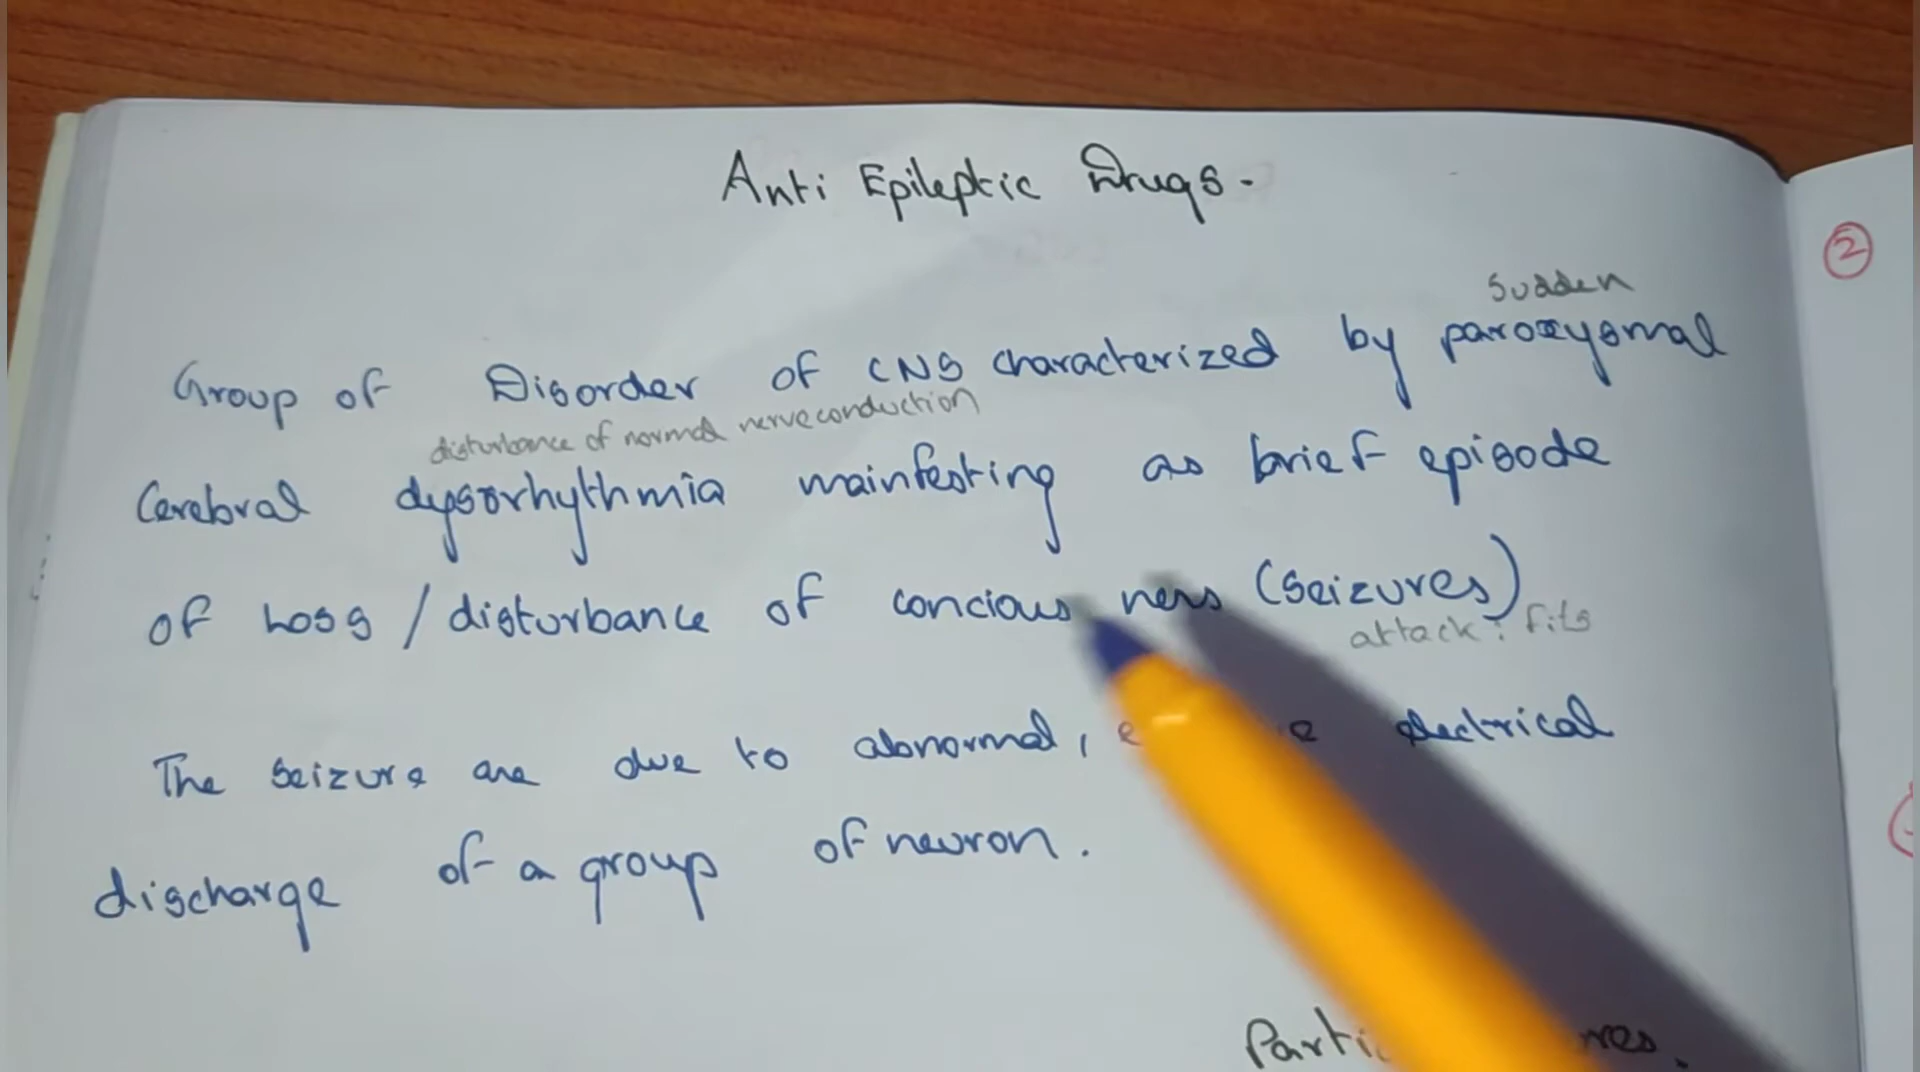 Anti Epileptic Drugs.
2
sudden
Group of Disorder of CNS characterized by paroxysmal
disturbance of normal nerve conduction
Cerebral dysorhythmia mainfesting as brief episode
of Loss / disturbance of concious ness (seizures)
attack : fits
The seizure are due to abnormal, electrical
discharge of a group of neuron.